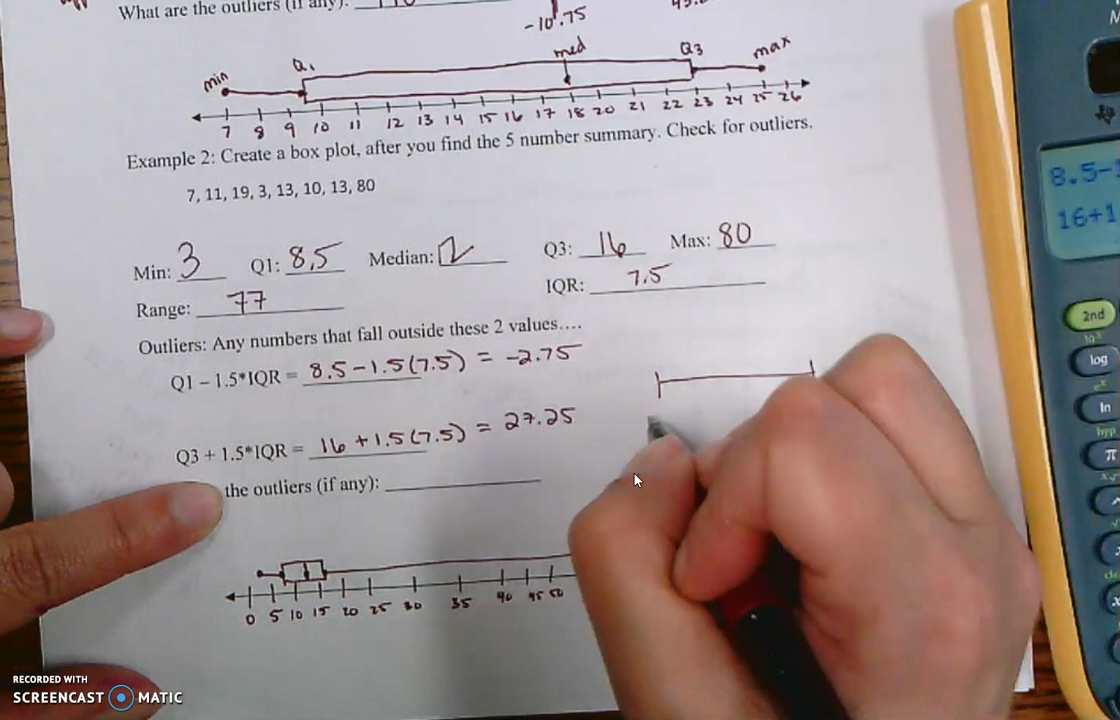 What are the outliers (if any):
-10.75
min Q1 med Q3 max
7 8 9 10 11 12 13 14 15 16 17 18 20 21 22 23 24 25 26
Example 2: Create a box plot, after you find the 5 number summary. Check for outliers.
7, 11, 19, 3, 13, 10, 13, 80
Min: 3 Q1: 8.5 Median: 12 Q3: 16 Max: 80
Range: 77 IQR: 7.5
Outliers: Any numbers that fall outside these 2 values....
Q1 – 1.5*IQR = 8.5 - 1.5(7.5) = -2.75
Q3 + 1.5*IQR = 16 + 1.5(7.5) = 27.25
the outliers (if any):
0 5 10 15 20 25 30 35 40 45 50
8.5-
16+1
2nd
log
ln
hyp
π
RECORDED WITH
SCREENCAST MATIC